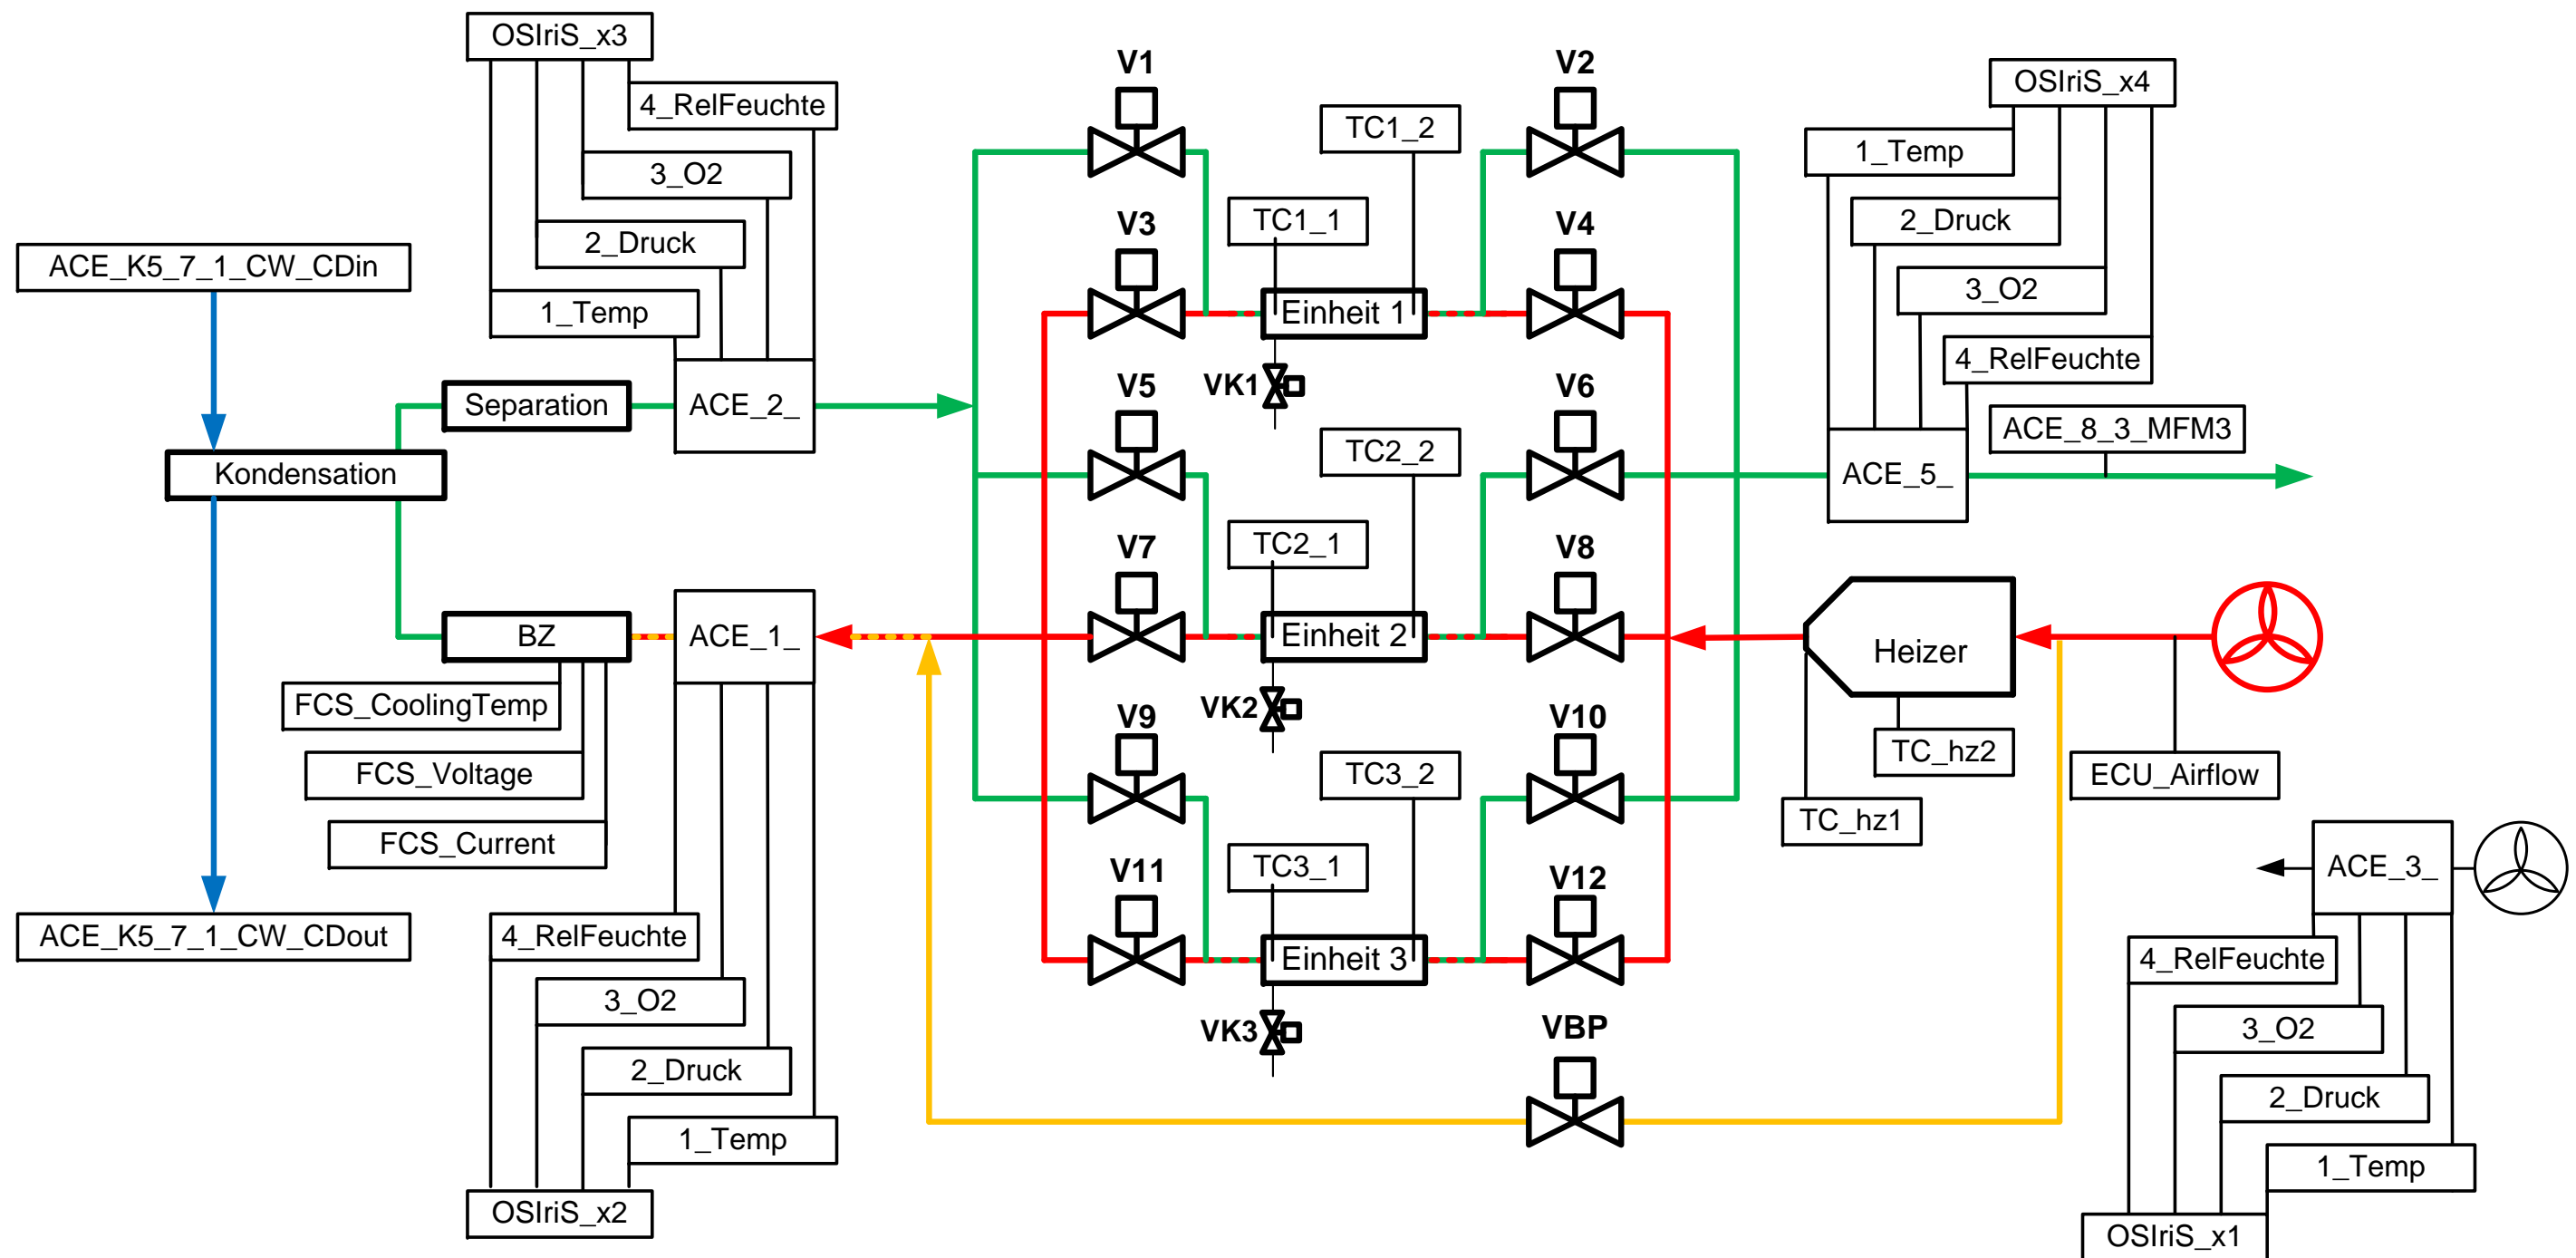 OSIriS_x3
4_RelFeuchte
3_O2
2_Druck
1_Temp
ACE_K5_7_1_CW_CDin
Separation
ACE_2_
Kondensation
BZ
ACE_1_
FCS_CoolingTemp
FCS_Voltage
FCS_Current
ACE_K5_7_1_CW_CDout
4_RelFeuchte
3_O2
2_Druck
1_Temp
OSIriS_x2
V1
V2
TC1_2
TC1_1
V3
V4
Einheit 1
VK1
V5
V6
TC2_2
TC2_1
V7
V8
Einheit 2
VK2
V9
V10
TC3_2
TC3_1
V11
V12
Einheit 3
VK3
VBP
OSIriS_x4
1_Temp
2_Druck
3_O2
4_RelFeuchte
ACE_5_
ACE_8_3_MFM3
Heizer
TC_hz2
TC_hz1
ECU_Airflow
ACE_3_
4_RelFeuchte
3_O2
2_Druck
1_Temp
OSIriS_x1